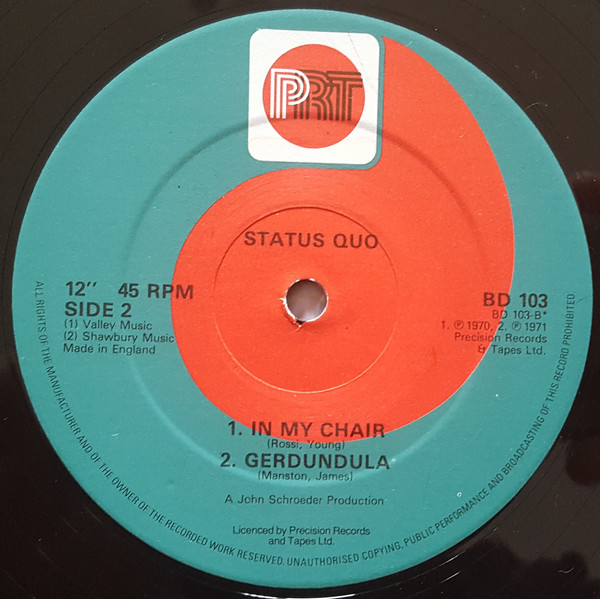 PRT
STATUS QUO
12" 45 RPM
SIDE 2
(1) Valley Music
(2) Shawbury Music
Made in England
BD 103
BD 103-B*
1. ℗ 1970, 2. ℗ 1971
Precision Records
& Tapes Ltd.
1. IN MY CHAIR
(Rossi, Young)
2. GERDUNDULA
(Manston, James)
A John Schroeder Production
Licenced by Precision Records
and Tapes Ltd.
ALL RIGHTS OF THE MANUFACTURER AND OF THE OWNER OF THE RECORDED WORK RESERVED. UNAUTHORISED COPYING, PUBLIC PERFORMANCE AND BROADCASTING OF THIS RECORD PROHIBITED